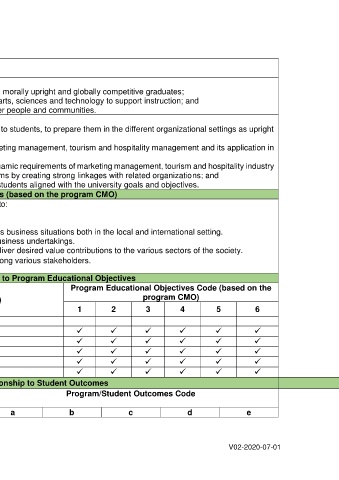 morally upright and globally competitive graduates;
arts, sciences and technology to support instruction; and
er people and communities.
to students, to prepare them in the different organizational settings as upright
eting management, tourism and hospitality management and its application in
namic requirements of marketing management, tourism and hospitality industry
ms by creating strong linkages with related organizations; and
students aligned with the university goals and objectives.
s (based on the program CMO)
to:
s business situations both in the local and international setting.
usiness undertakings.
liver desired value contributions to the various sectors of the society.
ong various stakeholders.
to Program Educational Objectives
Program Educational Objectives Code (based on the
program CMO)
)
1 2 3 4 5 6
✓ ✓ ✓ ✓ ✓ ✓
✓ ✓ ✓ ✓ ✓ ✓
✓ ✓ ✓ ✓ ✓ ✓
✓ ✓ ✓ ✓ ✓ ✓
✓ ✓ ✓ ✓ ✓ ✓
onship to Student Outcomes
Program/Student Outcomes Code
a b c d e
V02-2020-07-01